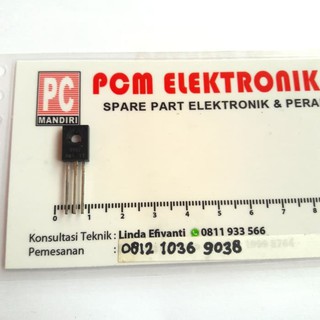 PC
MANDIRI
PCM ELEKTRONIK
SPARE PART ELEKTRONIK & PERA
0 1 2 3 4 5 6 7 8
Konsultasi Teknik : Linda Efiyanti 0811 933 566
Pemesanan : 0812 1036 9038